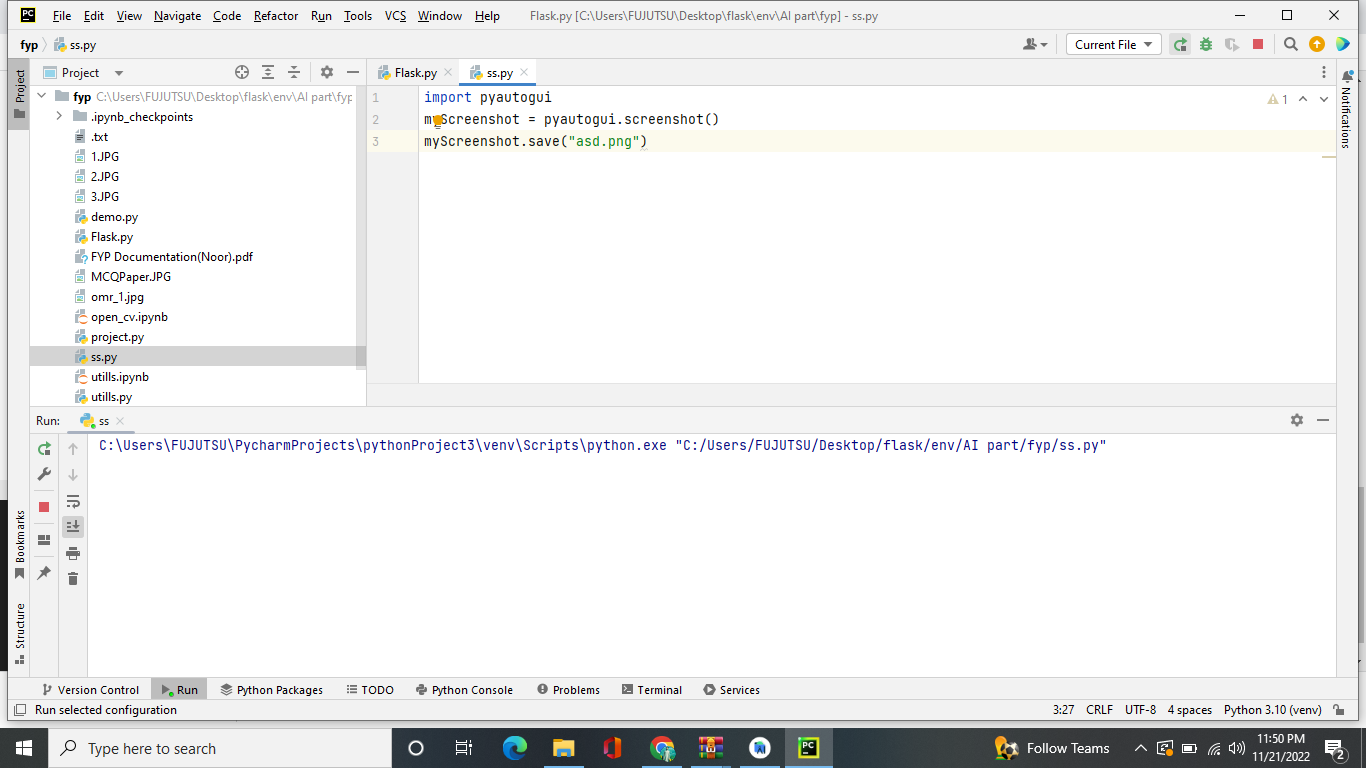 PC File Edit View Navigate Code Refactor Run Tools VCS Window Help Flask.py [C:\Users\FUJUTSU\Desktop\flask\env\AI part\fyp] - ss.py
fyp ss.py Current File
Project Project Flask.py ss.py Notifications
fyp C:\Users\FUJUTSU\Desktop\flask\env\AI part\fyp
.ipynb_checkpoints
.txt
1.JPG
2.JPG
3.JPG
demo.py
Flask.py
FYP Documentation(Noor).pdf
MCQPaper.JPG
omr_1.jpg
open_cv.ipynb
project.py
ss.py
utills.ipynb
utills.py
1 import pyautogui 1
2 myScreenshot = pyautogui.screenshot()
3 myScreenshot.save("asd.png")
Run: ss
C:\Users\FUJUTSU\PycharmProjects\pythonProject3\venv\Scripts\python.exe "C:/Users/FUJUTSU/Desktop/flask/env/AI part/fyp/ss.py"
Bookmarks
Structure
Version Control Run Python Packages TODO Python Console Problems Terminal Services
Run selected configuration 3:27 CRLF UTF-8 4 spaces Python 3.10 (venv)
Type here to search PC Follow Teams 11:50 PM
11/21/2022 2